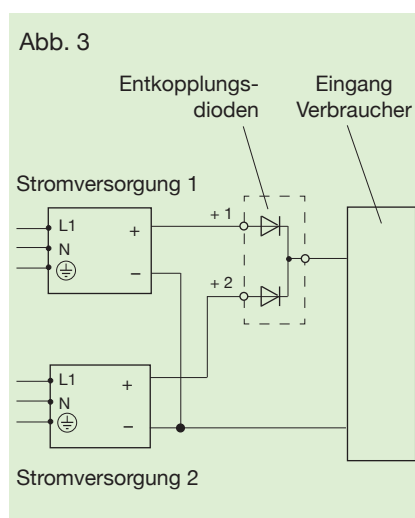 Abb. 3
Entkopplungs-
dioden
Eingang
Verbraucher
Stromversorgung 1
L1
N
+
–
+ 1
+ 2
L1
N
+
–
Stromversorgung 2